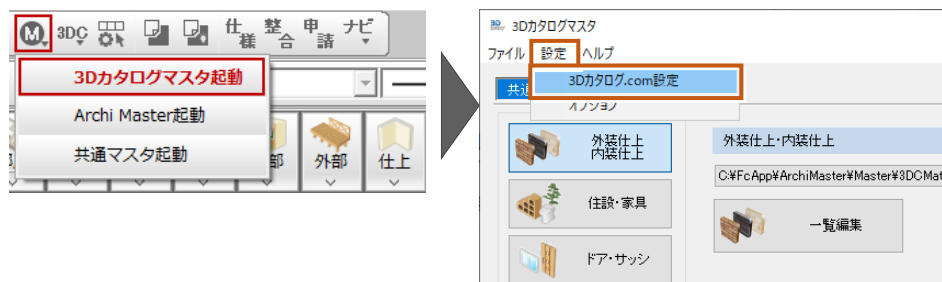 M 3DC 仕様 整合 申請 ナビ
3Dカタログマスタ起動
Archi Master起動
共通マスタ起動
部 外部 仕上
3Dカタログマスタ
ファイル 設定 ヘルプ
3Dカタログ.com設定
共通
オプション
外装仕上
内装仕上
外装仕上・内装仕上
C:¥FcApp¥ArchiMaster¥Master¥3DCMat
住設・家具
一覧編集
ドア・サッシ